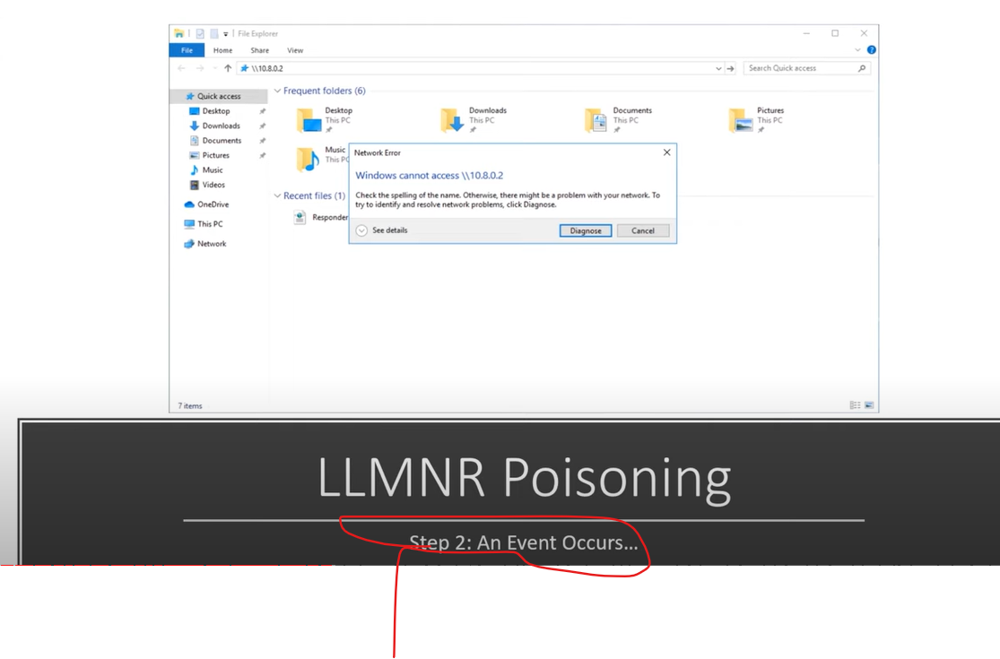 File Explorer
File Home Share View
\\10.8.0.2 Search Quick access
Quick access
Desktop
Downloads
Documents
Pictures
Music
Videos
OneDrive
This PC
Network
Frequent folders (6)
Desktop
This PC
Downloads
This PC
Documents
This PC
Pictures
This PC
Music
This PC
Recent files (1)
Responder
Network Error
Windows cannot access \\10.8.0.2
Check the spelling of the name. Otherwise, there might be a problem with your network. To
try to identify and resolve network problems, click Diagnose.
See details
Diagnose Cancel
7 items
LLMNR Poisoning
Step 2: An Event Occurs...